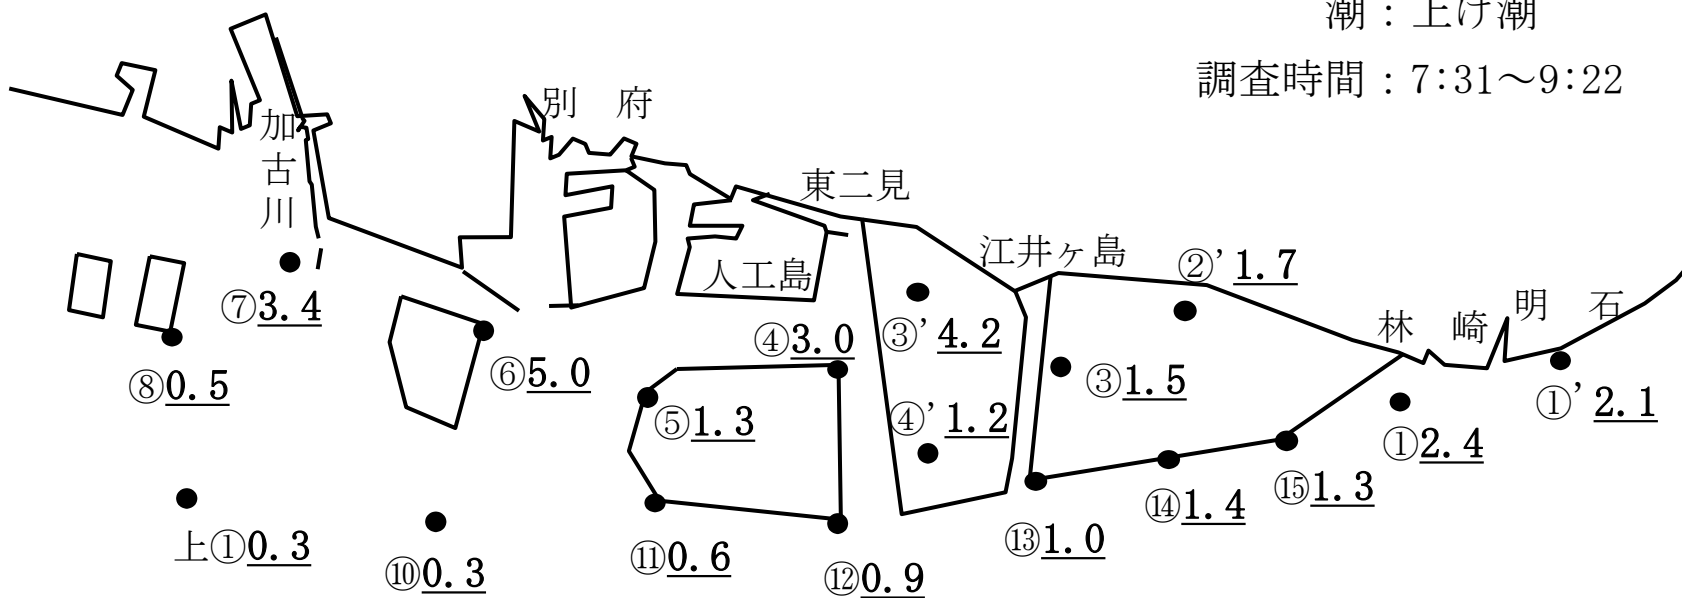 潮：上げ潮
調査時間：7:31～9:22
別　府
加古川
東二見
江井ヶ島
②’ 1.7
人工島
明　石
林　崎
⑦3.4
④3.0
③’ 4.2
⑥5.0
③1.5
⑧0.5
⑤1.3
④’ 1.2
①’ 2.1
①2.4
⑮1.3
⑭1.4
⑬1.0
上①0.3
⑪0.6
⑩0.3
⑫0.9